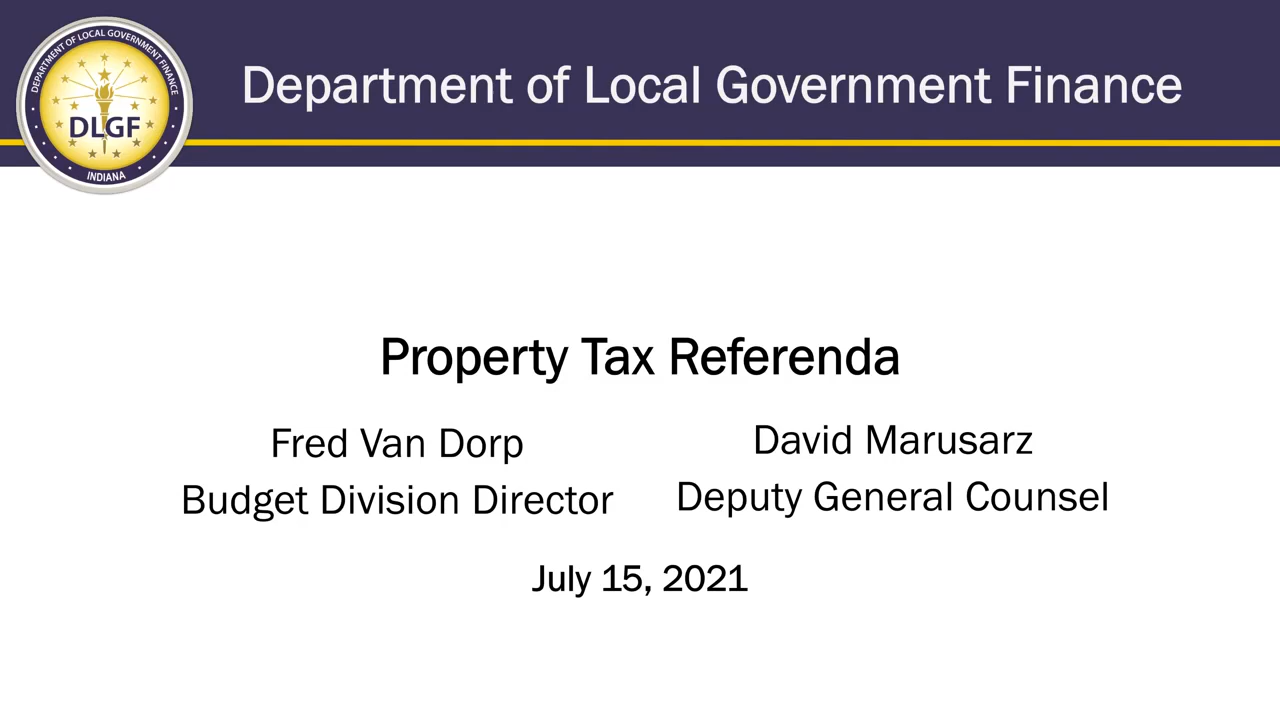 DEPARTMENT OF LOCAL GOVERNMENT FINANCE
DLGF
INDIANA
Department of Local Government Finance
Property Tax Referenda
Fred Van Dorp
Budget Division Director
David Marusarz
Deputy General Counsel
July 15, 2021